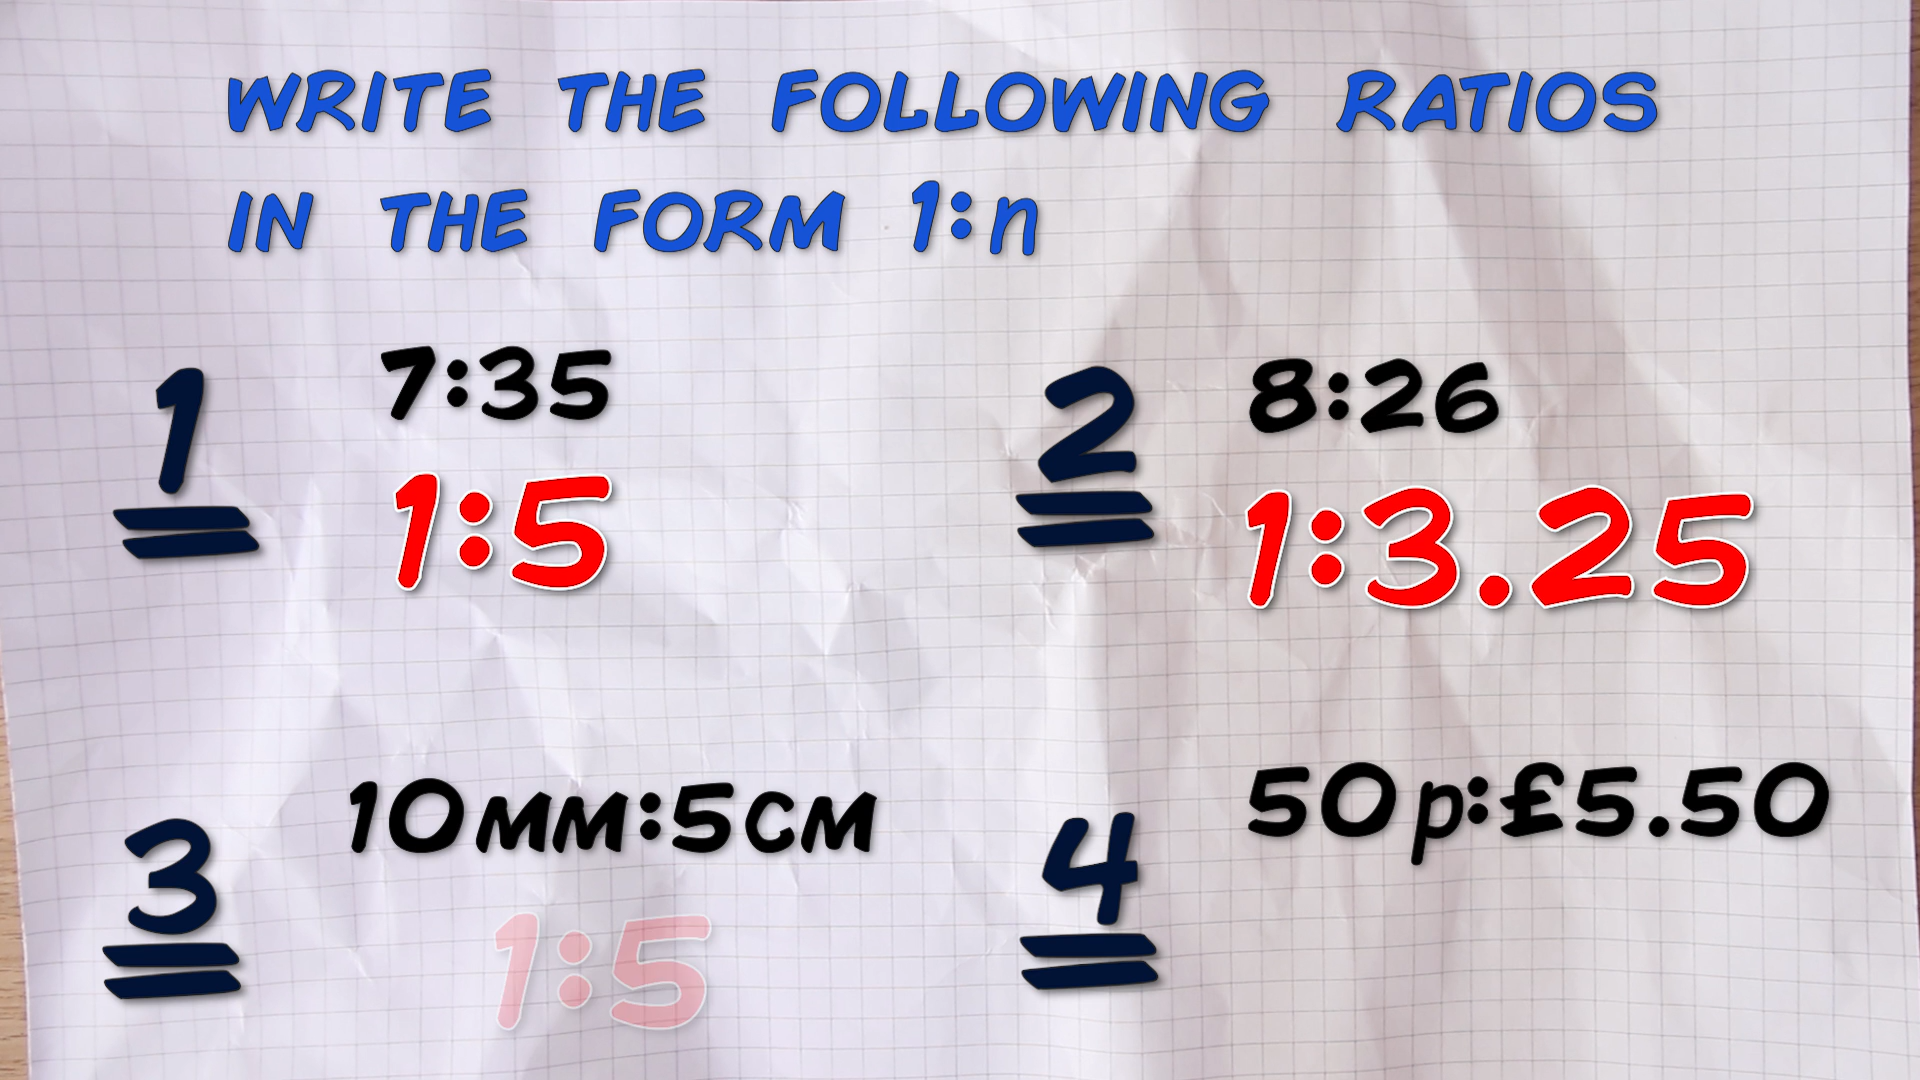 WRITE THE FOLLOWING RATIOS
IN THE FORM 1:n
1 7:35
1:5
2 8:26
1:3.25
3 10MM:5CM
1:5
4 50p:£5.50